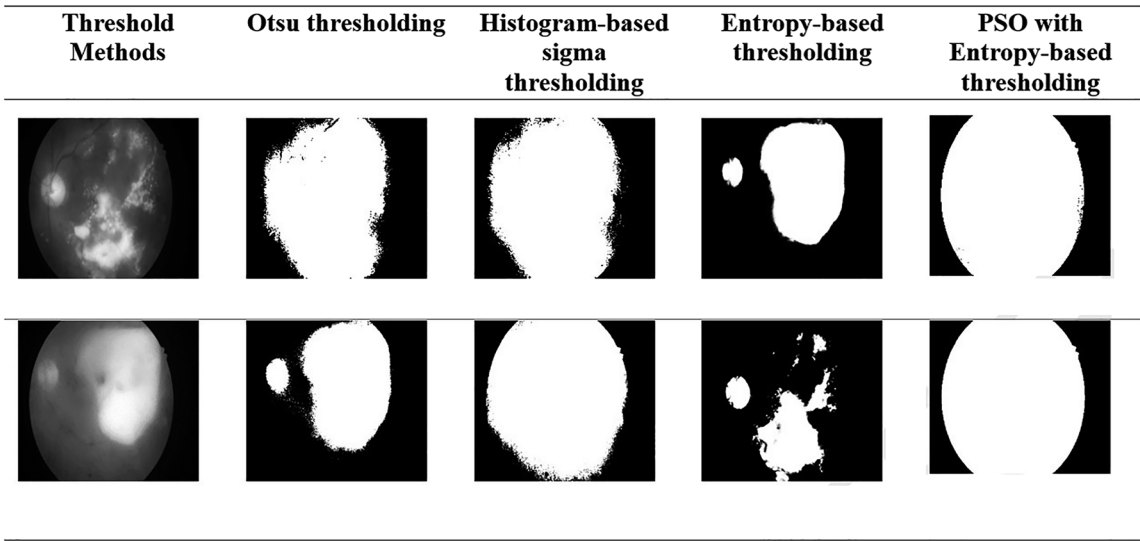 Threshold
Methods
Otsu thresholding
Histogram-based
sigma
thresholding
Entropy-based
thresholding
PSO with
Entropy-based
thresholding